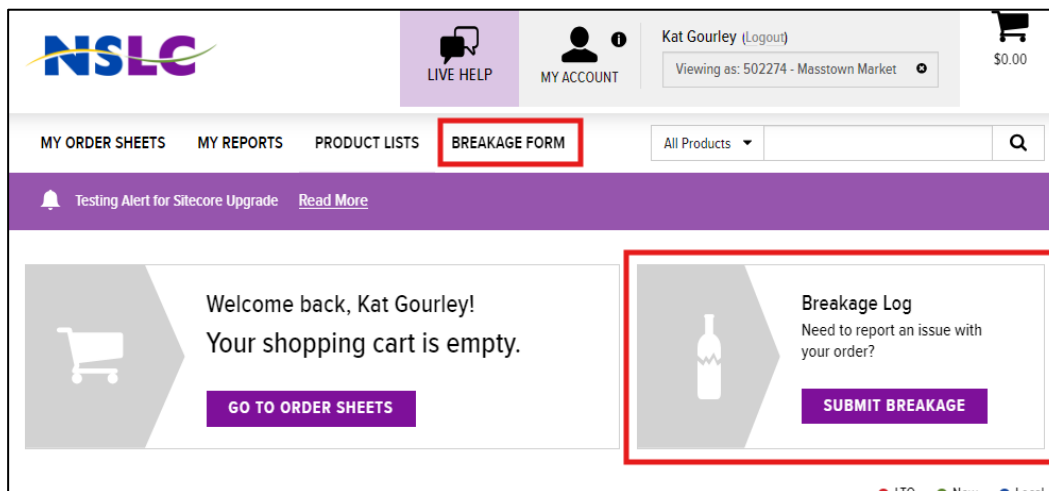 NSLC
LIVE HELP
MY ACCOUNT
Kat Gourley (Logout)
Viewing as: 502274 - Masstown Market
$0.00
MY ORDER SHEETS
MY REPORTS
PRODUCT LISTS
BREAKAGE FORM
All Products
Testing Alert for Sitecore Upgrade Read More
Welcome back, Kat Gourley!
Your shopping cart is empty.
GO TO ORDER SHEETS
Breakage Log
Need to report an issue with
your order?
SUBMIT BREAKAGE